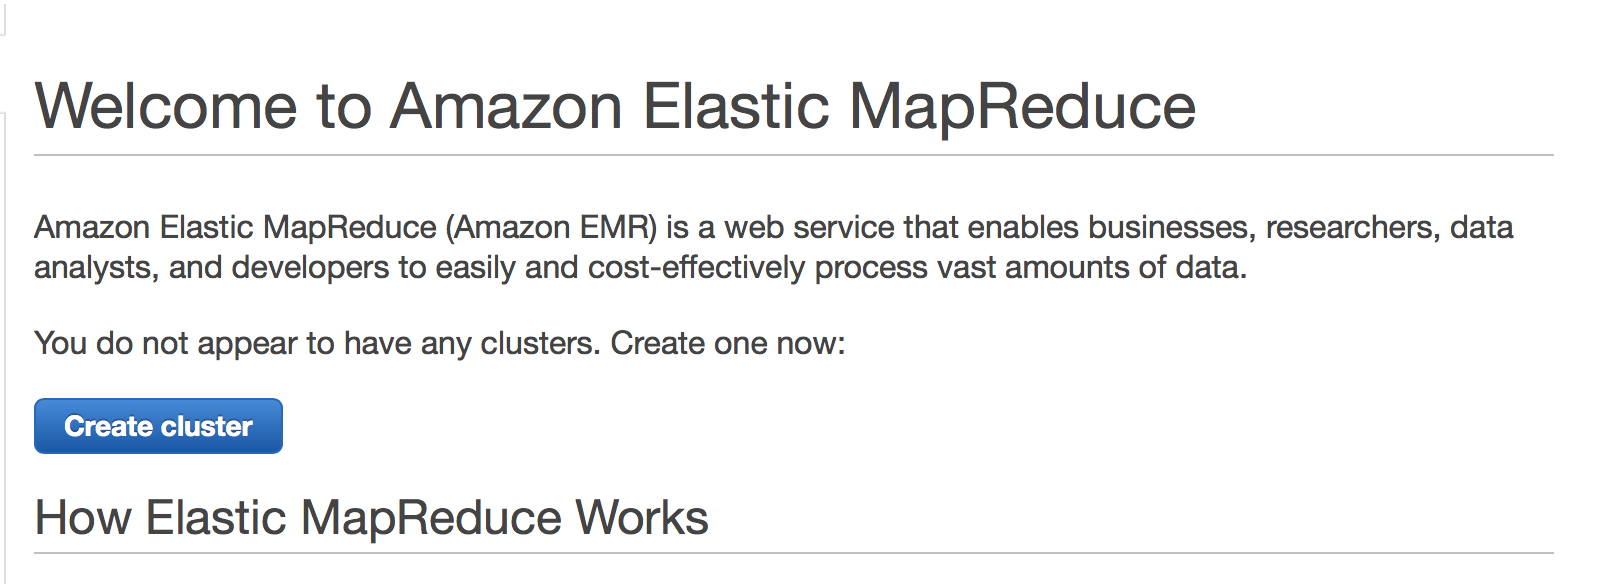 Welcome to Amazon Elastic MapReduce
Amazon Elastic MapReduce (Amazon EMR) is a web service that enables businesses, researchers, data
analysts, and developers to easily and cost-effectively process vast amounts of data.
You do not appear to have any clusters. Create one now:
Create cluster
How Elastic MapReduce Works